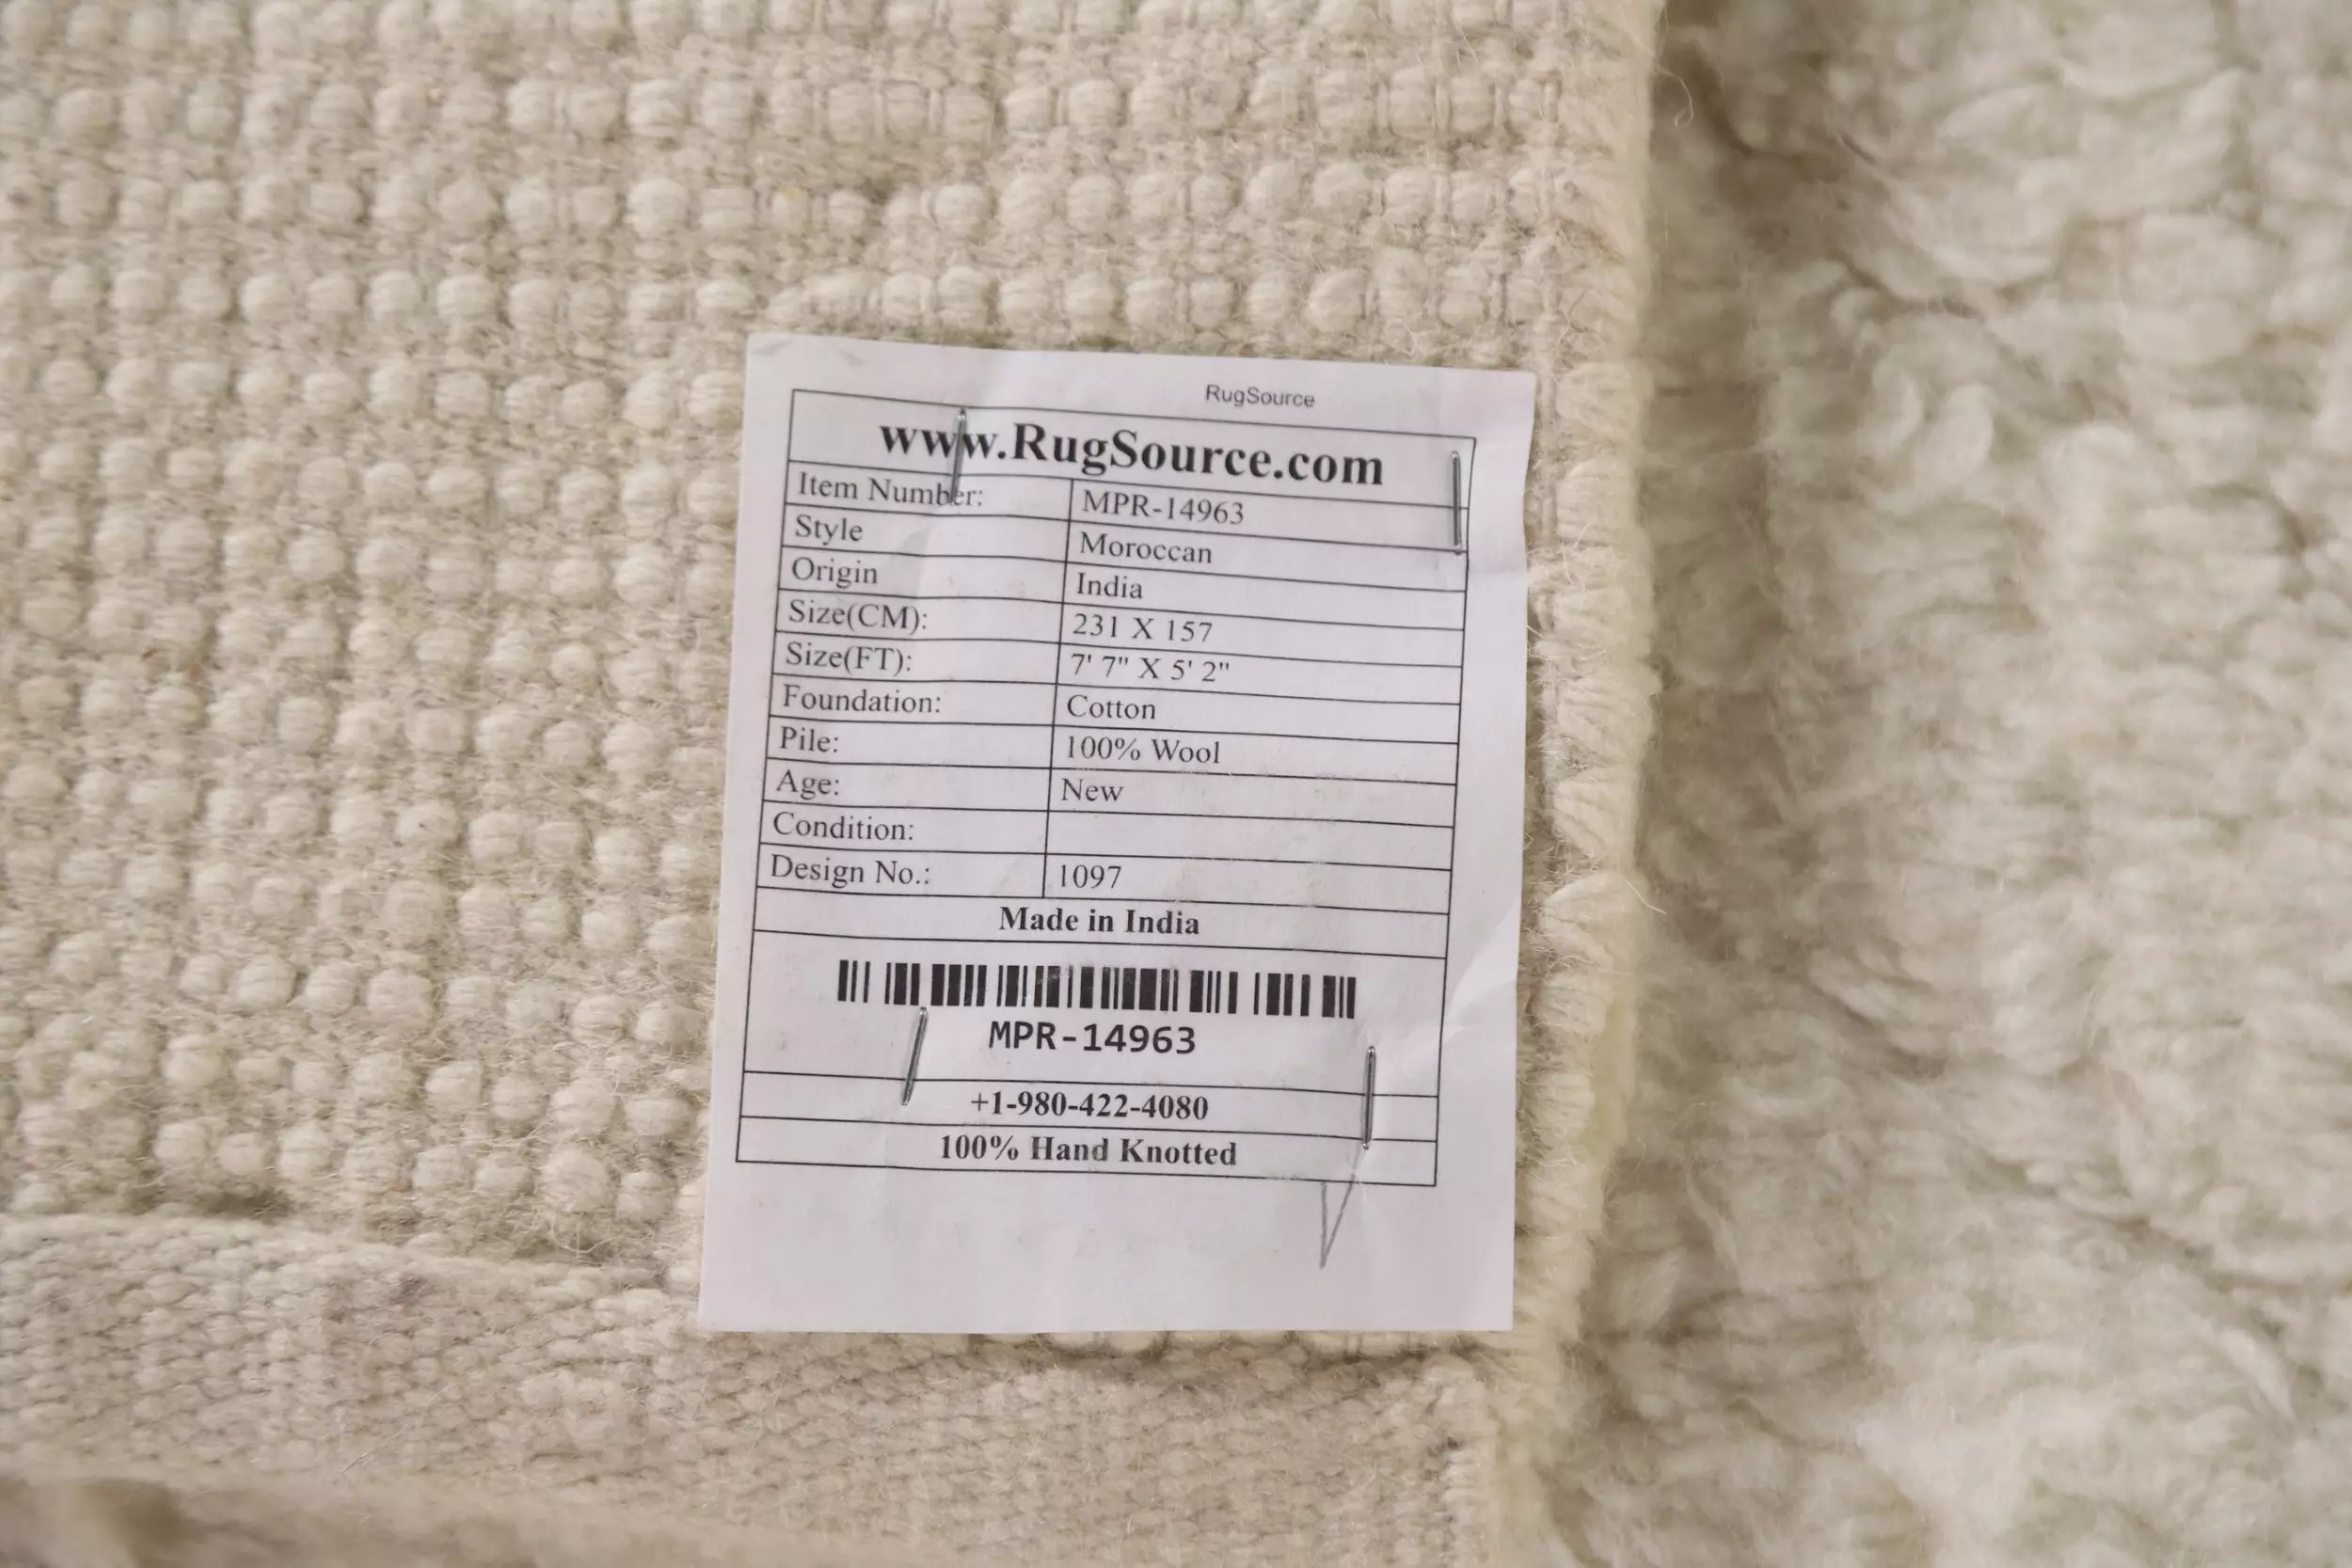 RugSource
www.RugSource.com
Item Number: MPR-14963
Style Moroccan
Origin India
Size(CM): 231 X 157
Size(FT): 7' 7" X 5' 2"
Foundation: Cotton
Pile: 100% Wool
Age: New
Condition:
Design No.: 1097
Made in India
MPR-14963
+1-980-422-4080
100% Hand Knotted